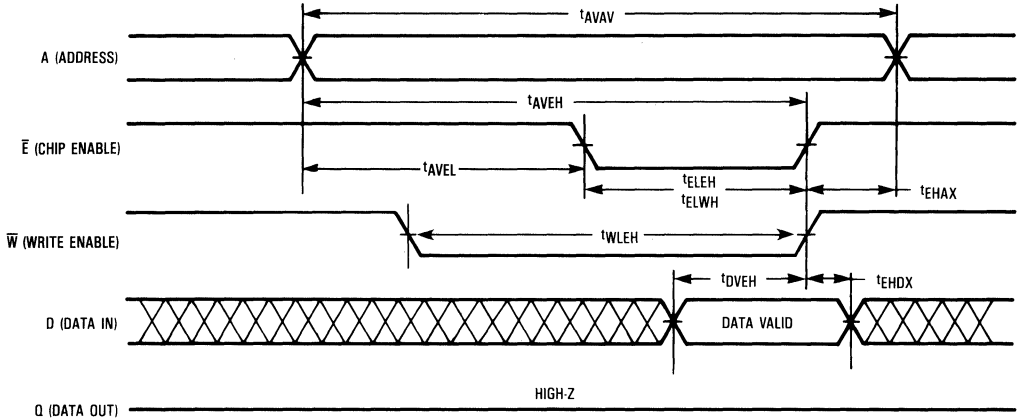 tAVAV
A (ADDRESS)
tAVEH
E̅ (CHIP ENABLE)
tAVEL
tELEH
tELWH
tEHAX
W̅ (WRITE ENABLE)
tWLEH
tDVEH
tEHDX
D (DATA IN)
DATA VALID
HIGH-Z
Q (DATA OUT)